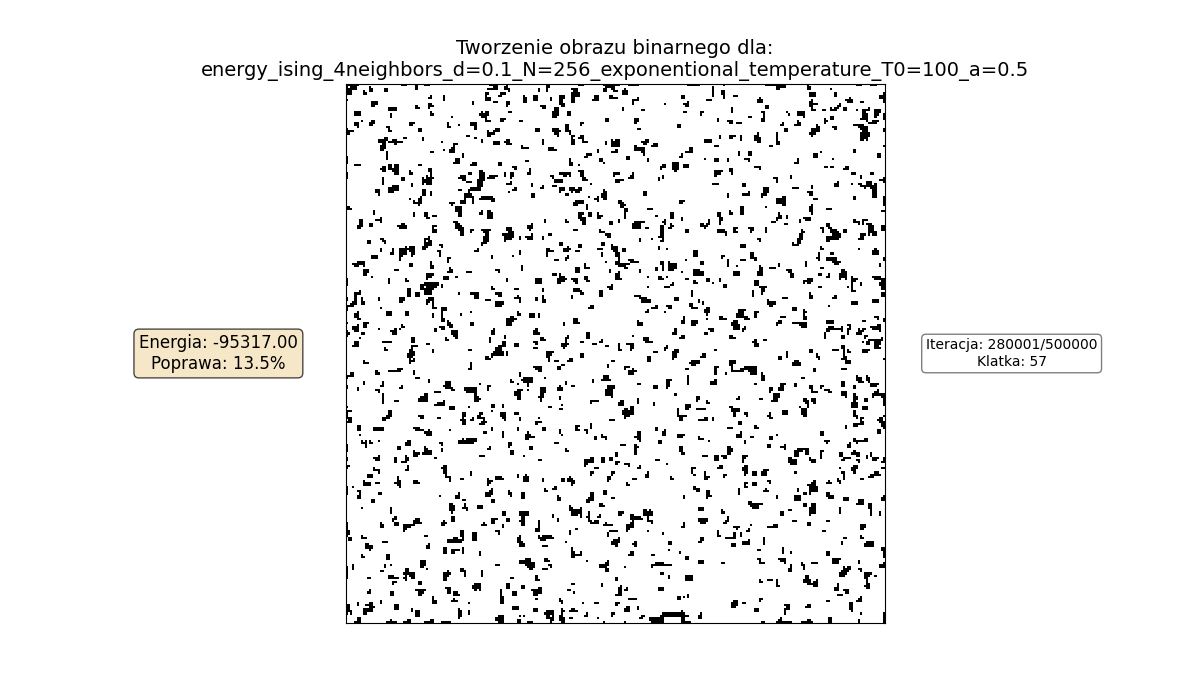 Tworzenie obrazu binarnego dla:
energy_ising_4neighbors_d=0.1_N=256_exponentional_temperature_T0=100_a=0.5
Energia: -95317.00
Poprawa: 13.5%
Iteracja: 280001/500000
Klatka: 57